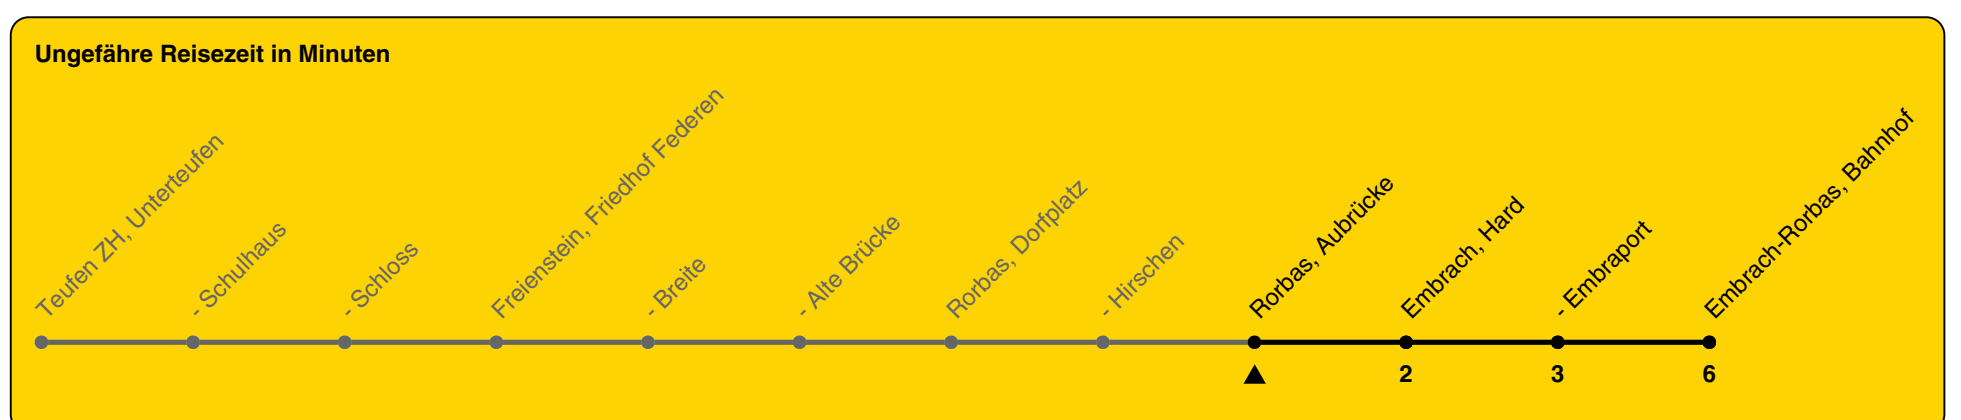 Ungefähre Reisezeit in Minuten
Teufen ZH, Unterteufen
- Schulhaus
- Schloss
Freienstein, Friedhof Federen
- Breite
- Alte Brücke
Rorbas, Dorfplatz
- Hirschen
Rorbas, Aubrücke
Embrach, Hard
- Embraport
Embrach-Rorbas, Bahnhof
2 3 6